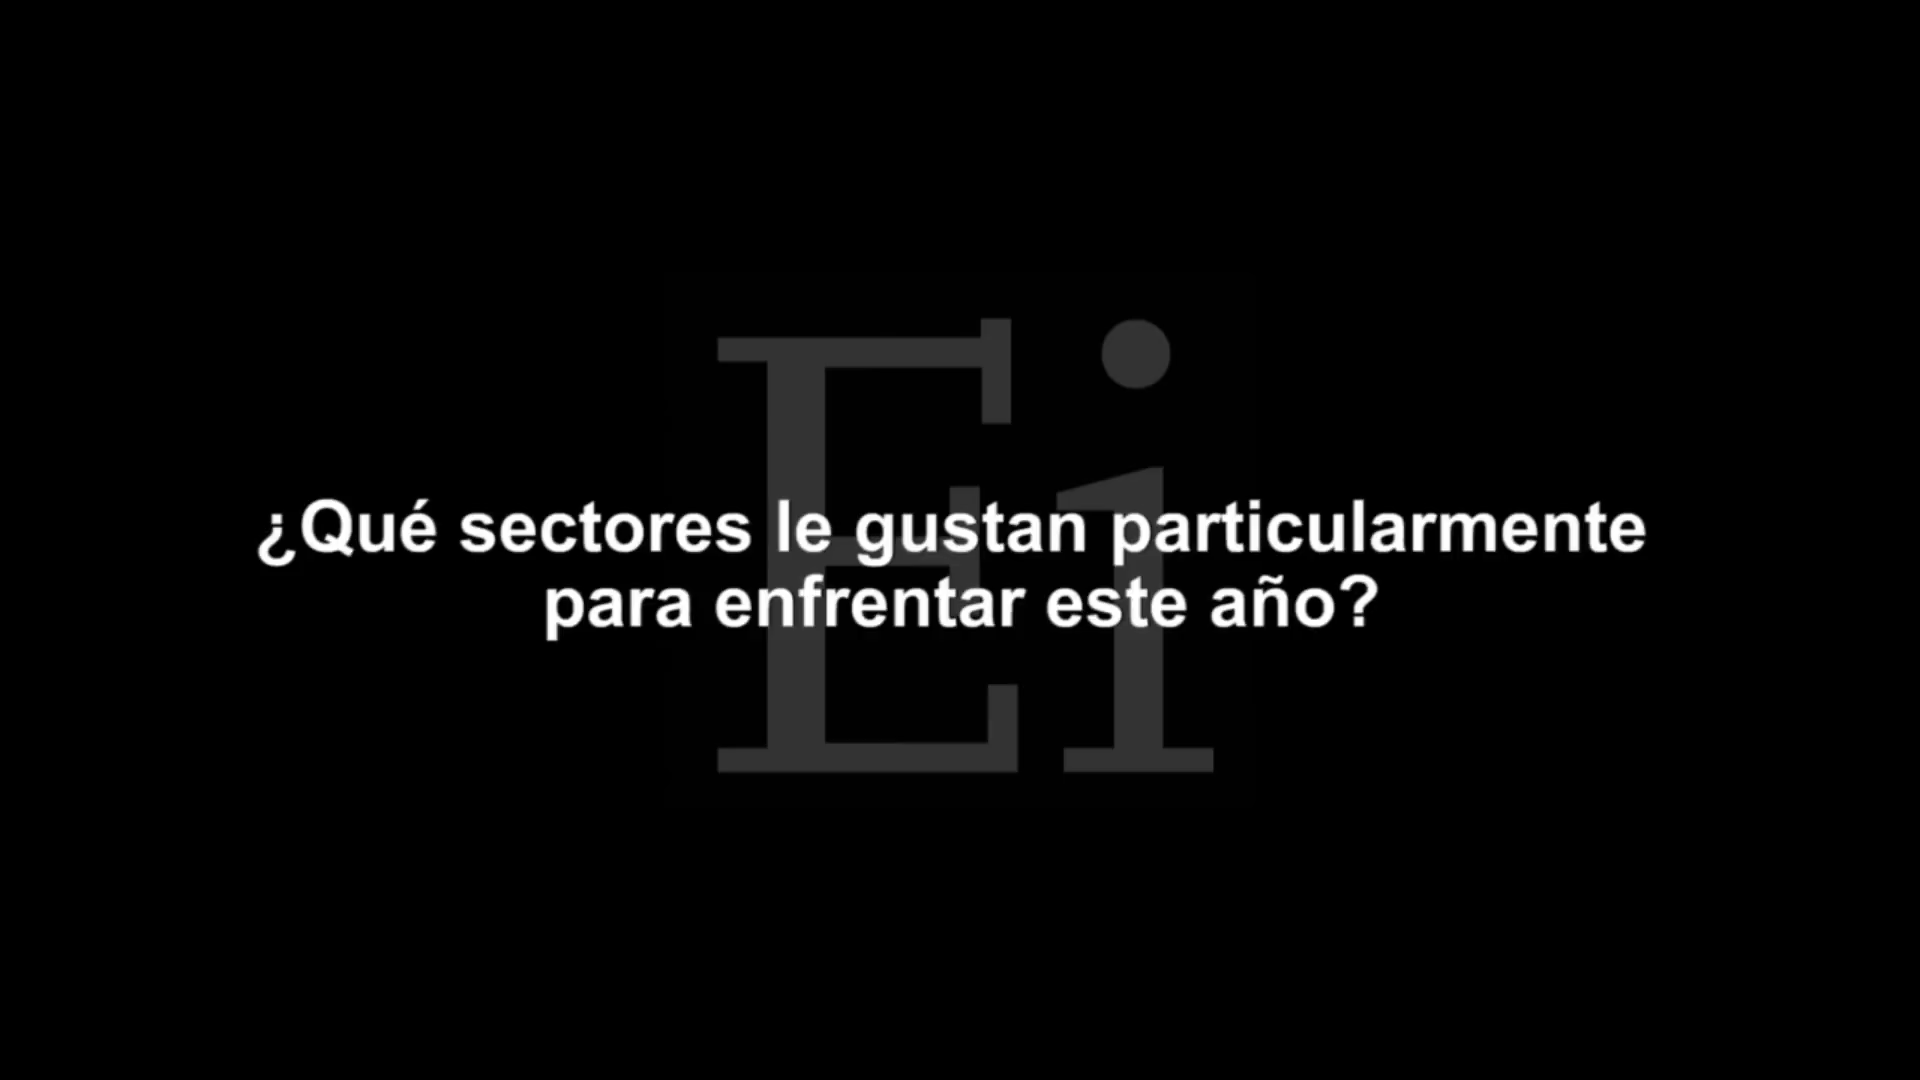 Ei
¿Qué sectores le gustan particularmente
para enfrentar este año?